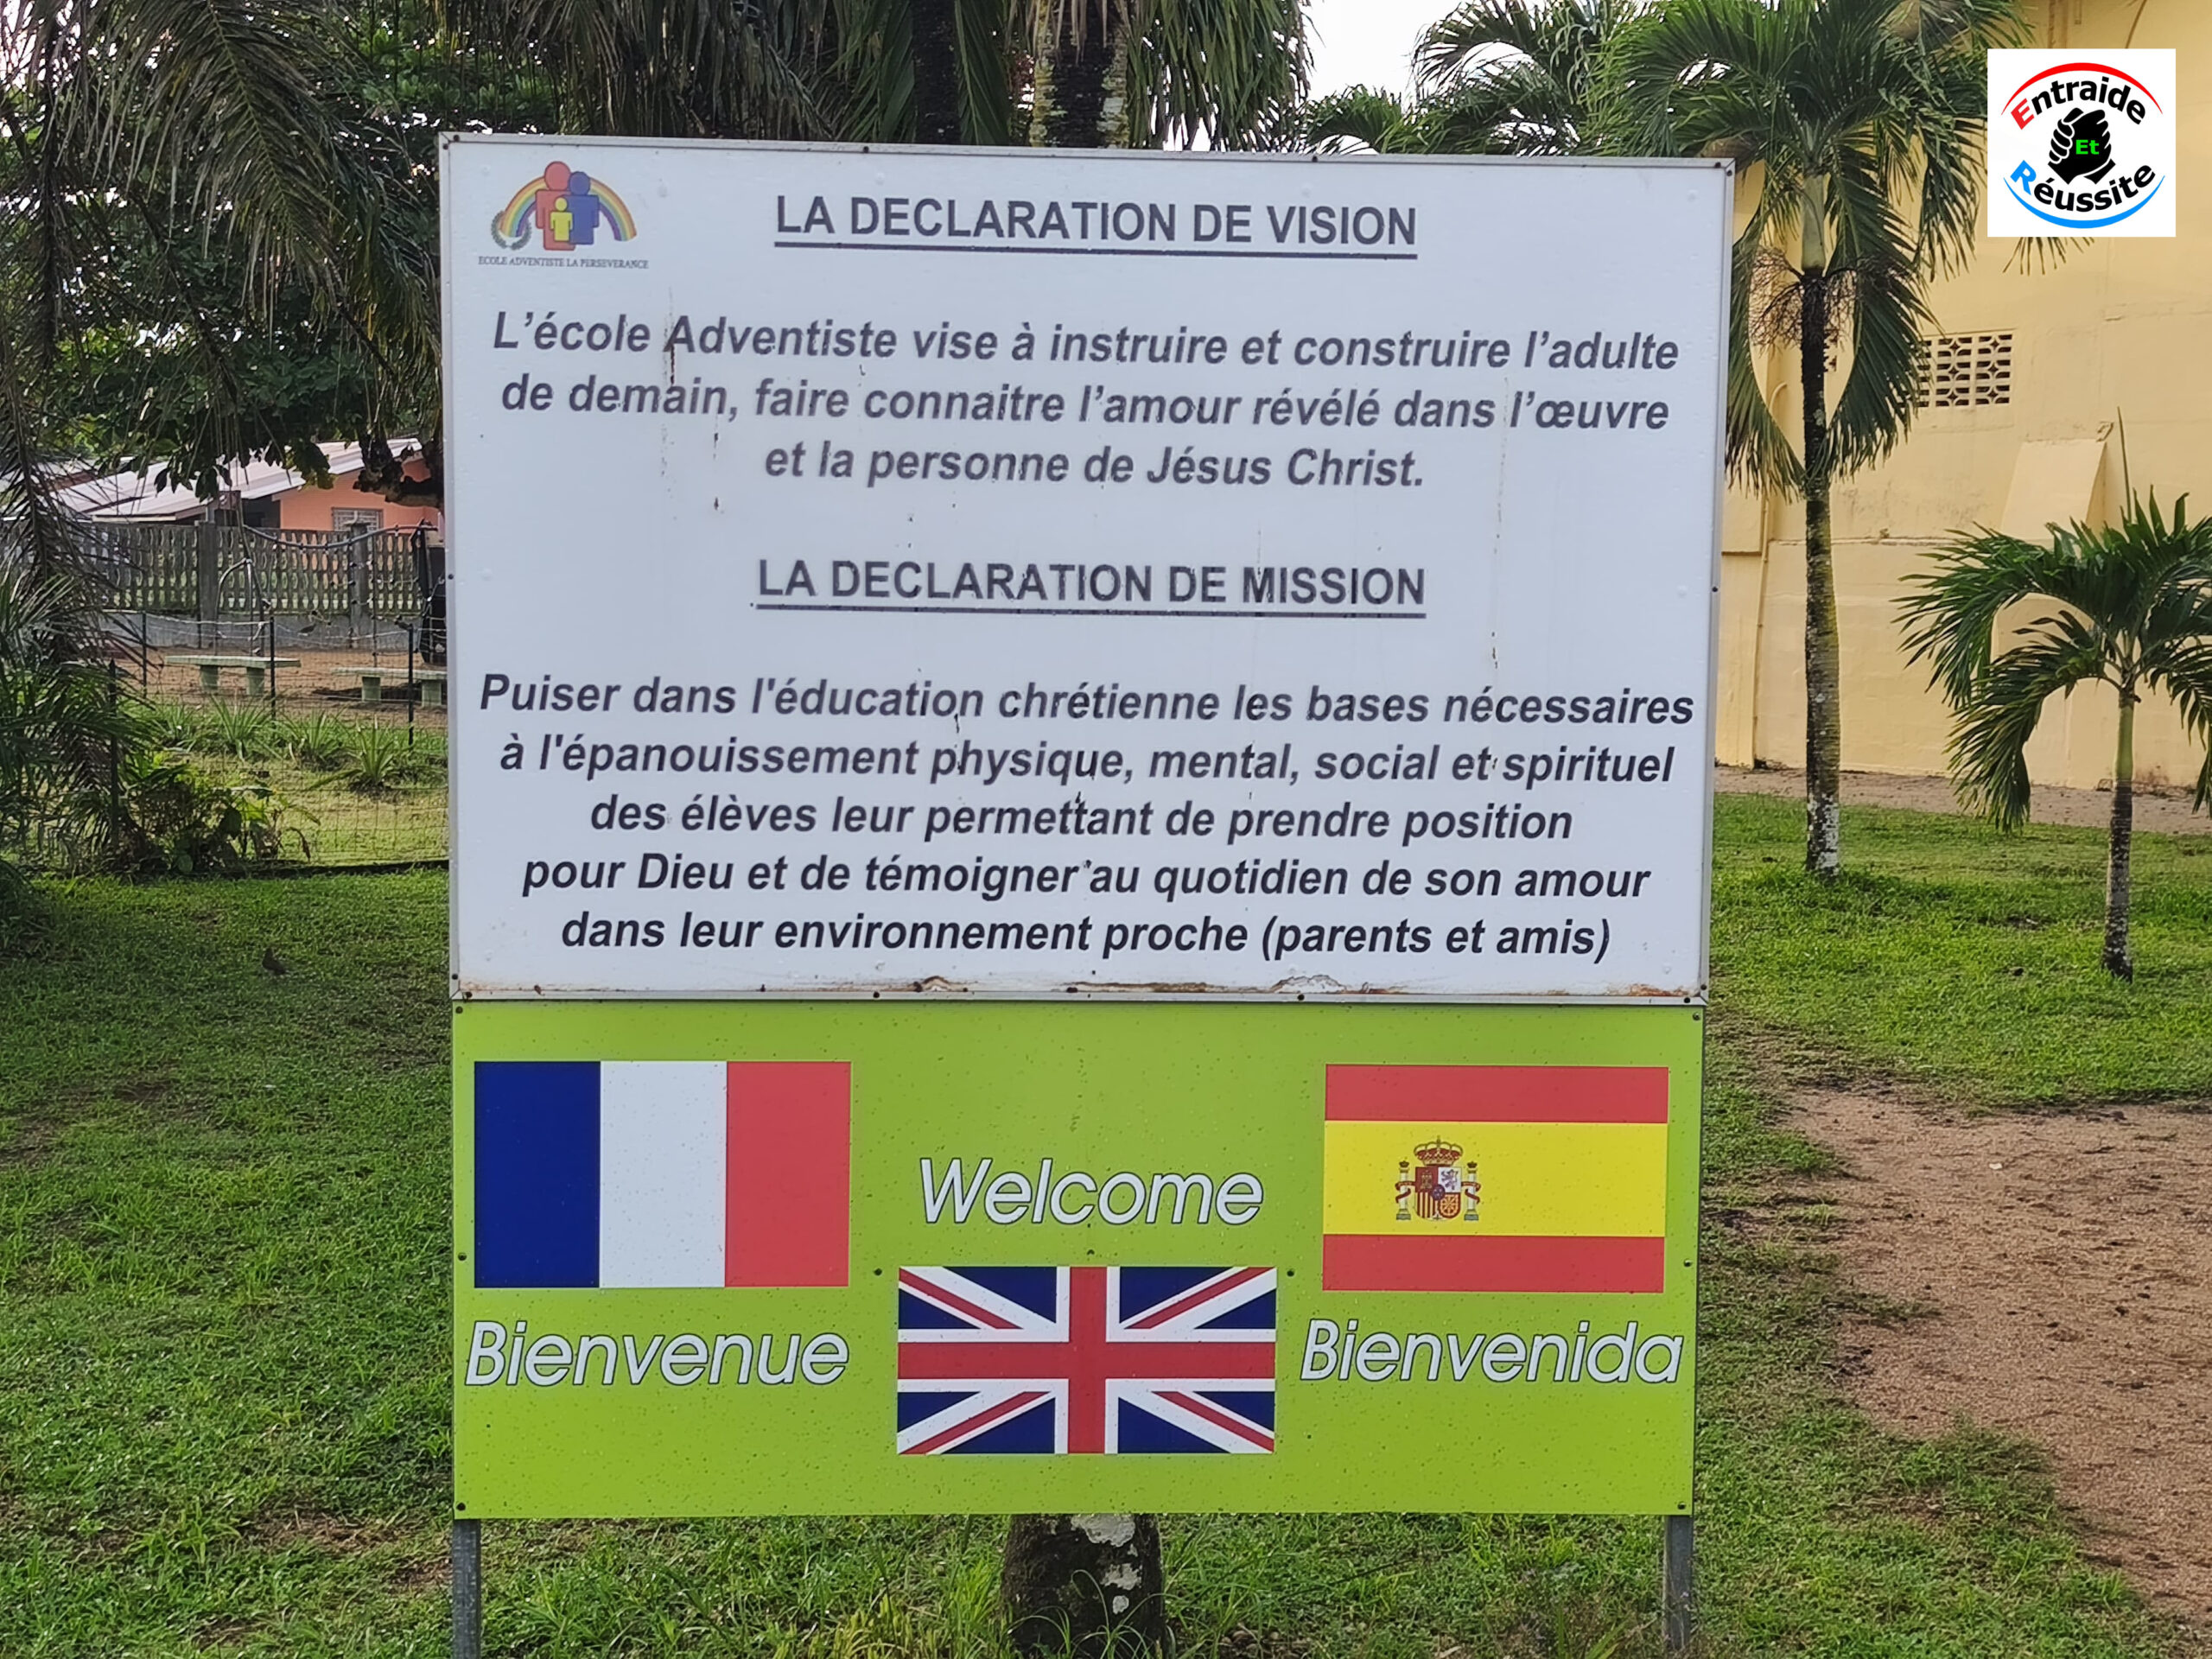 Entraide
Et
Réussite
ECOLE ADVENTISTE LA PERSEVERANCE
LA DECLARATION DE VISION
L'école Adventiste vise à instruire et construire l'adulte
de demain, faire connaitre l'amour révélé dans l'œuvre
et la personne de Jésus Christ.
LA DECLARATION DE MISSION
Puiser dans l'éducation chrétienne les bases nécessaires
à l'épanouissement physique, mental, social et spirituel
des élèves leur permettant de prendre position
pour Dieu et de témoigner au quotidien de son amour
dans leur environnement proche (parents et amis)
Welcome
Bienvenue
Bienvenida